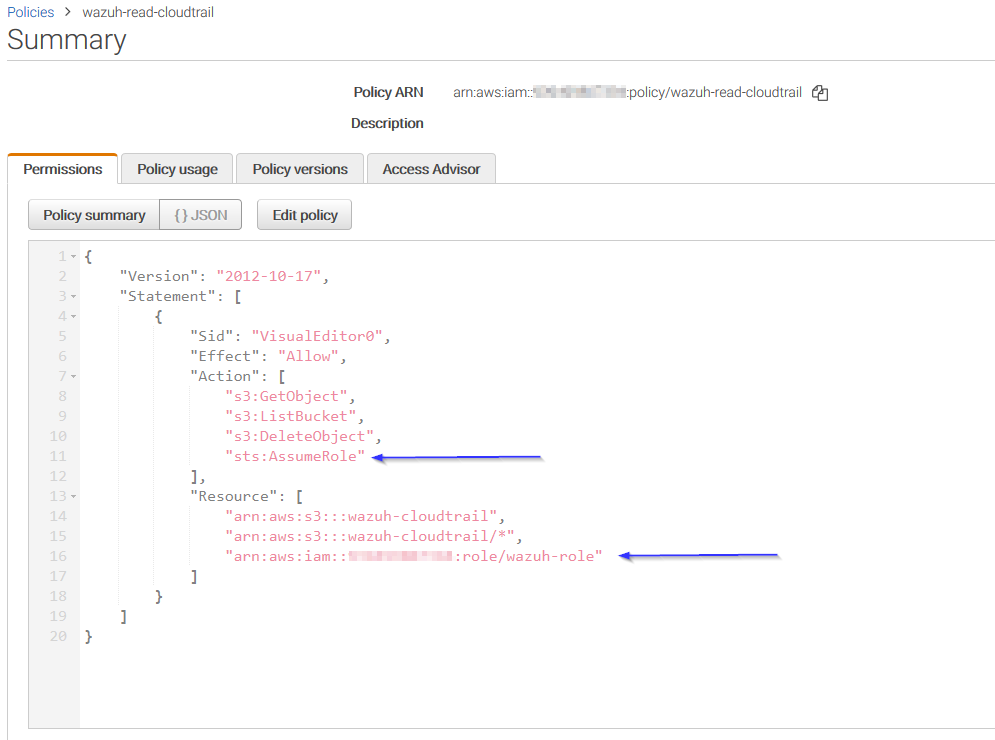 Policies > wazuh-read-cloudtrail
Summary
Policy ARN arn:aws:iam:: :policy/wazuh-read-cloudtrail
Description
Permissions Policy usage Policy versions Access Advisor
Policy summary { } JSON Edit policy
1 {
2 "Version": "2012-10-17",
3 "Statement": [
4 {
5 "Sid": "VisualEditor0",
6 "Effect": "Allow",
7 "Action": [
8 "s3:GetObject",
9 "s3:ListBucket",
10 "s3:DeleteObject",
11 "sts:AssumeRole"
12 ],
13 "Resource": [
14 "arn:aws:s3:::wazuh-cloudtrail",
15 "arn:aws:s3:::wazuh-cloudtrail/*",
16 "arn:aws:iam:: :role/wazuh-role"
17 ]
18 }
19 ]
20 }